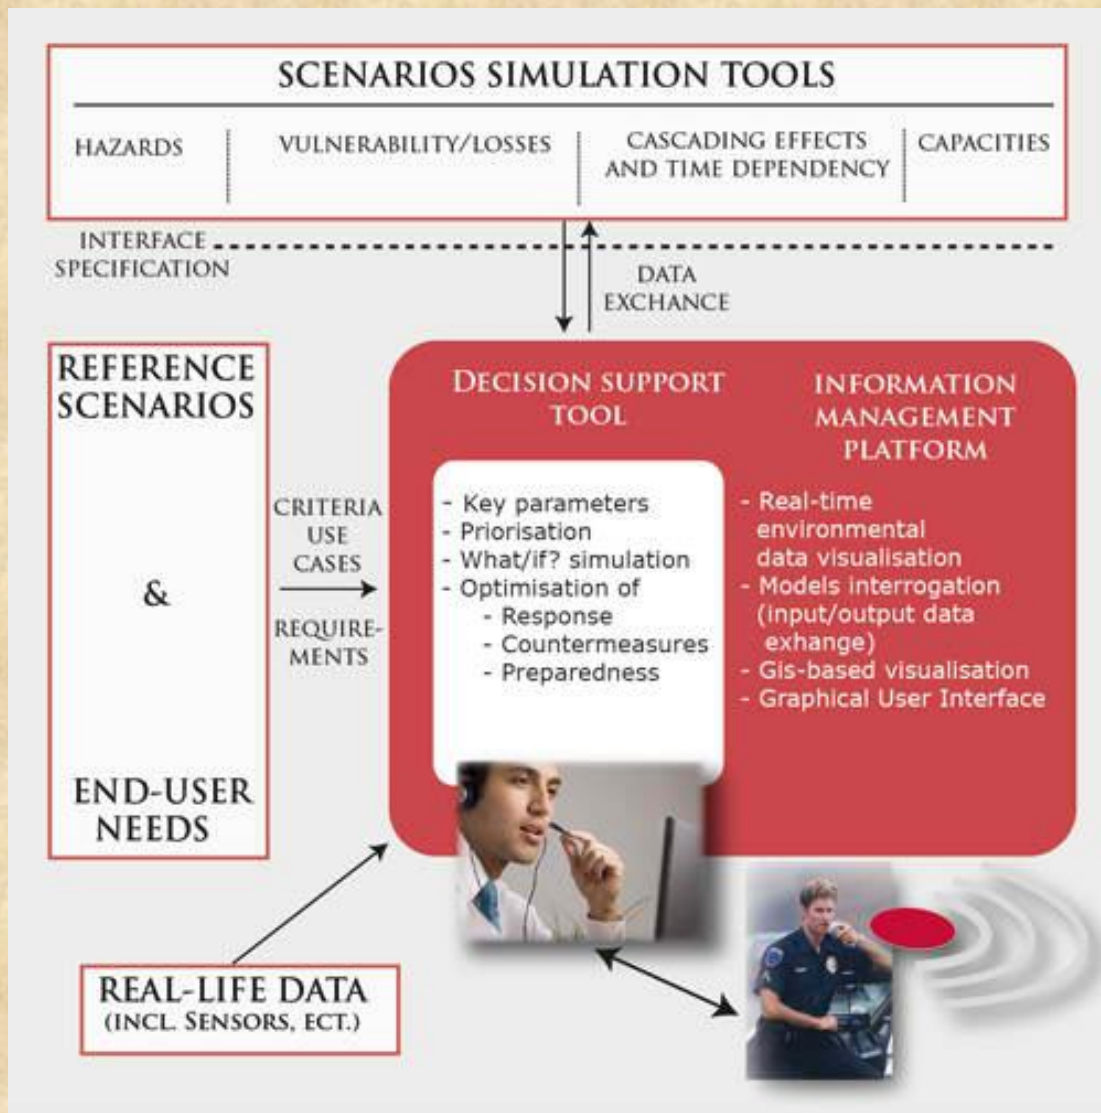 SCENARIOS SIMULATION TOOLS
HAZARDS
VULNERABILITY/LOSSES
CASCADING EFFECTS
AND TIME DEPENDENCY
CAPACITIES
INTERFACE
SPECIFICATION
DATA
EXCHANGE
REFERENCE
SCENARIOS
&
END-USER
NEEDS
CRITERIA
USE
CASES
REQUIRE-
MENTS
DECISION SUPPORT
TOOL
- Key parameters
- Priorisation
- What/if? simulation
- Optimisation of
- Response
- Countermeasures
- Preparedness
INFORMATION
MANAGEMENT
PLATFORM
- Real-time
environmental
data visualisation
- Models interrogation
(input/output data
exhange)
- Gis-based visualisation
- Graphical User Interface
REAL-LIFE DATA
(INCL. SENSORS, ECT.)